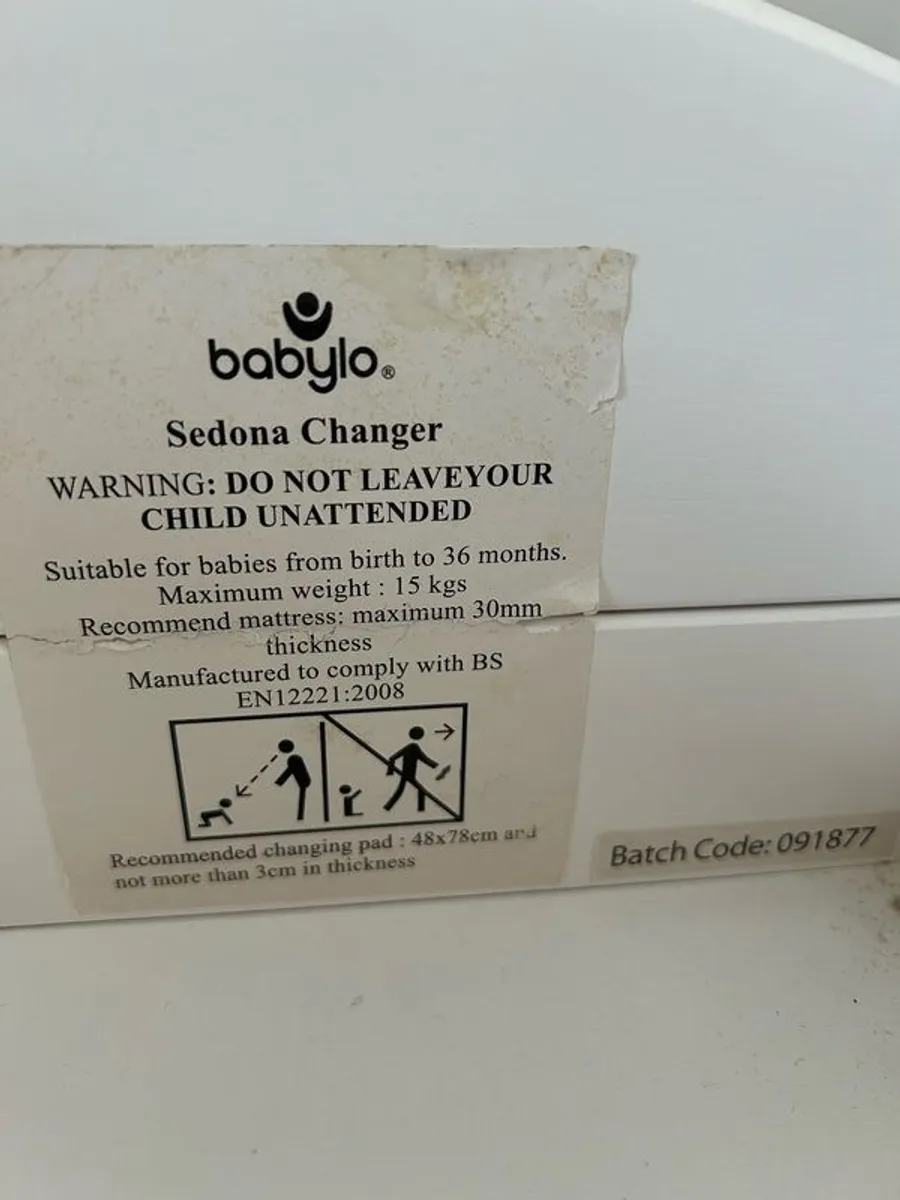 babylo®
Sedona Changer
WARNING: DO NOT LEAVEYOUR
CHILD UNATTENDED
Suitable for babies from birth to 36 months.
Maximum weight : 15 kgs
Recommend mattress: maximum 30mm
thickness
Manufactured to comply with BS
EN12221:2008
Recommended changing pad : 48x78cm and
not more than 3cm in thickness
Batch Code: 091877